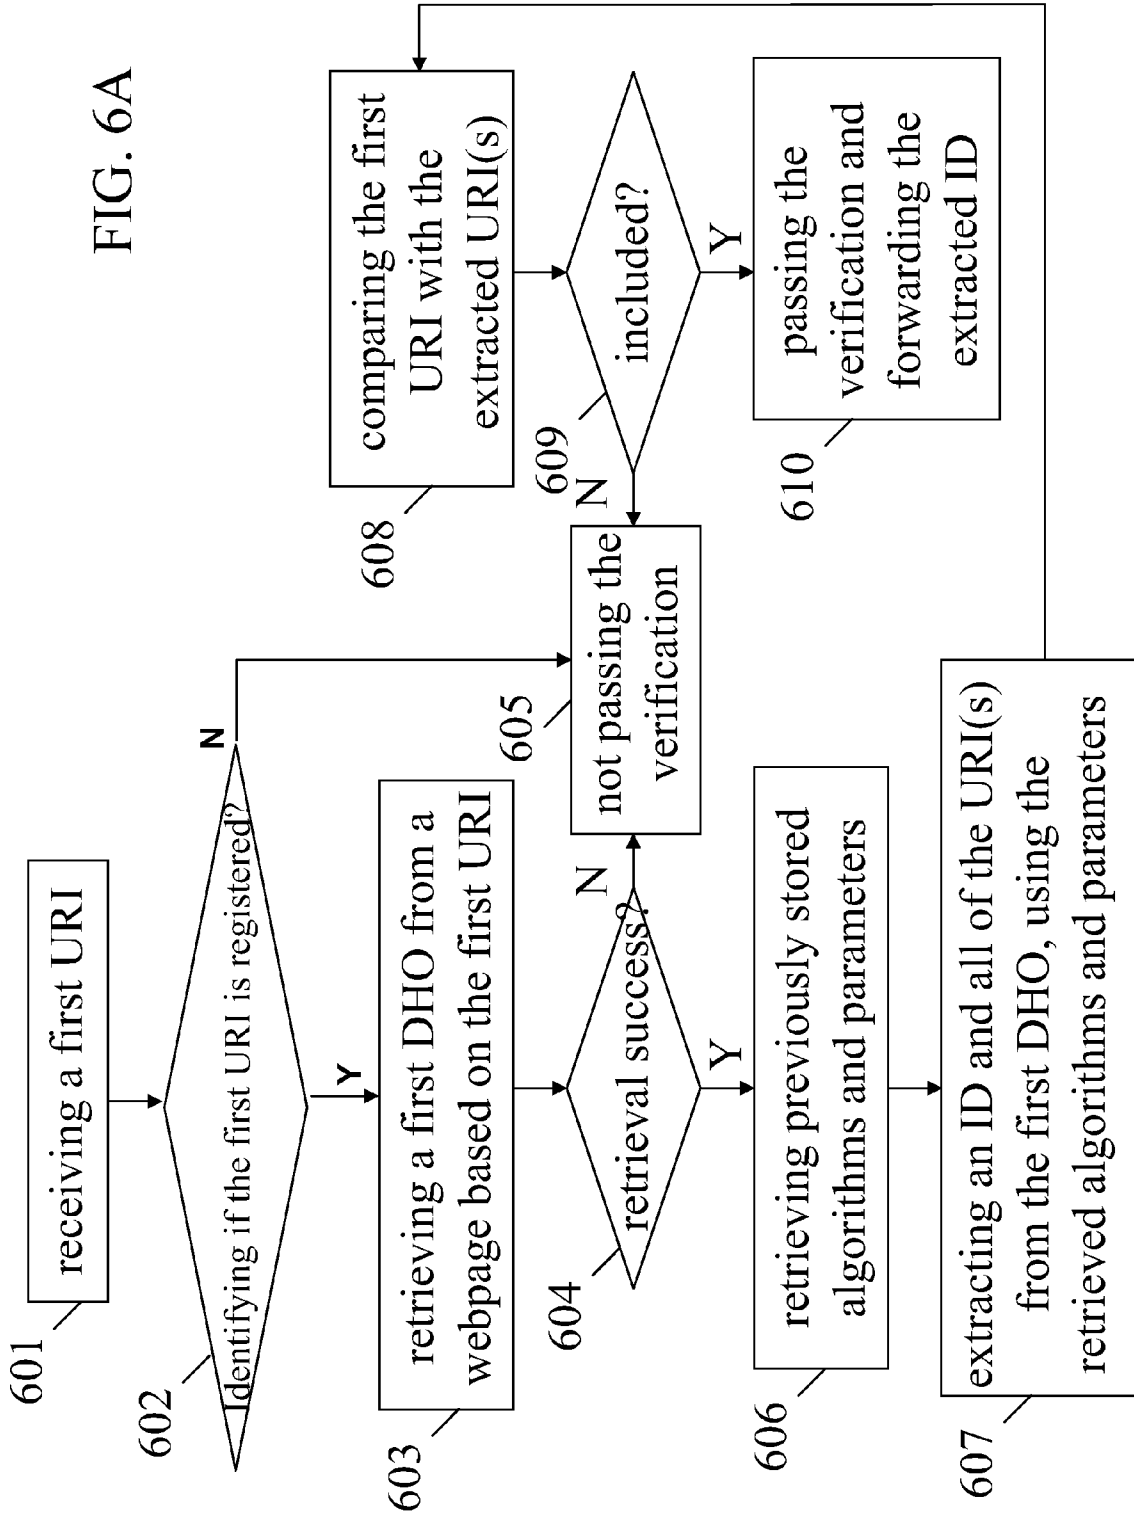 FIG. 6A
601
receiving a first URI
602
Identifying if the first URI is registered?
N
Y
603
retrieving a first DHO from a
webpage based on the first URI
604
retrieval success?
N
Y
605
not passing the
verification
606
retrieving previously stored
algorithms and parameters
607
extracting an ID and all of the URI(s)
from the first DHO, using the
retrieved algorithms and parameters
608
comparing the first
URI with the
extracted URI(s)
609
included?
N
Y
610
passing the
verification and
forwarding the
extracted ID